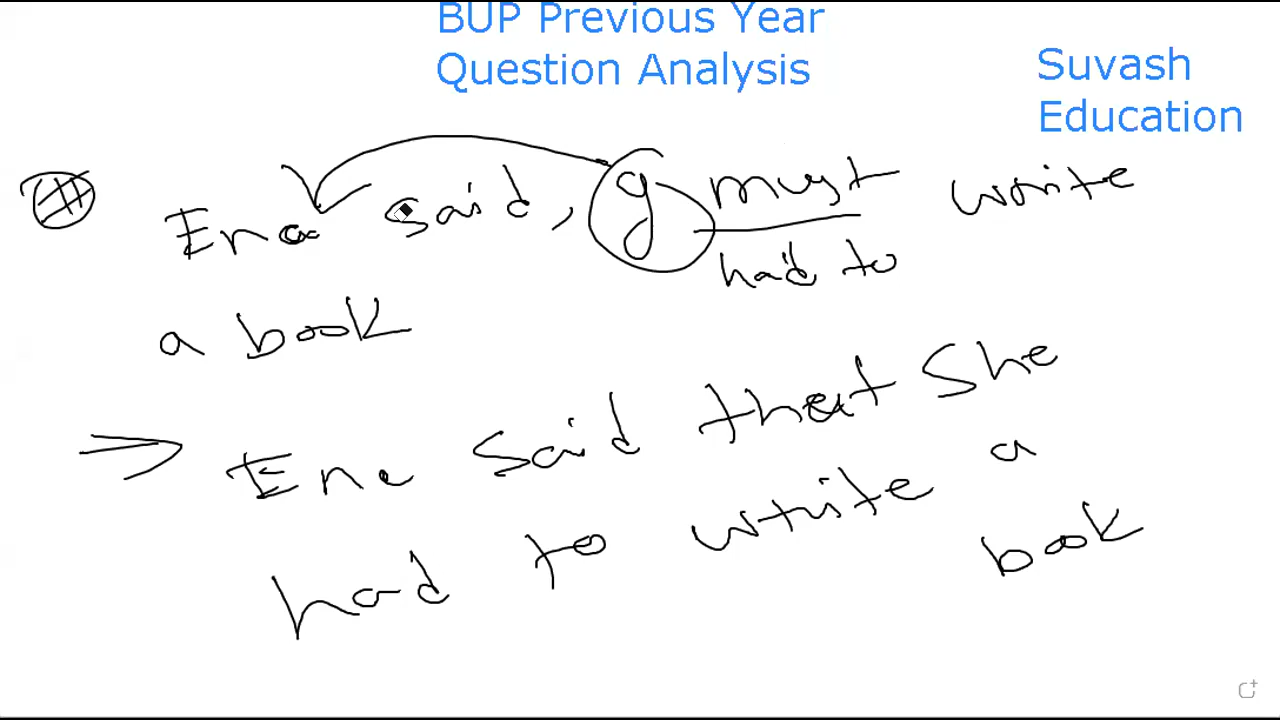 BUP Previous Year
Question Analysis
Suvash
Education
Ena said, I must write
had to
a book
Ena said that She
had to write a
book